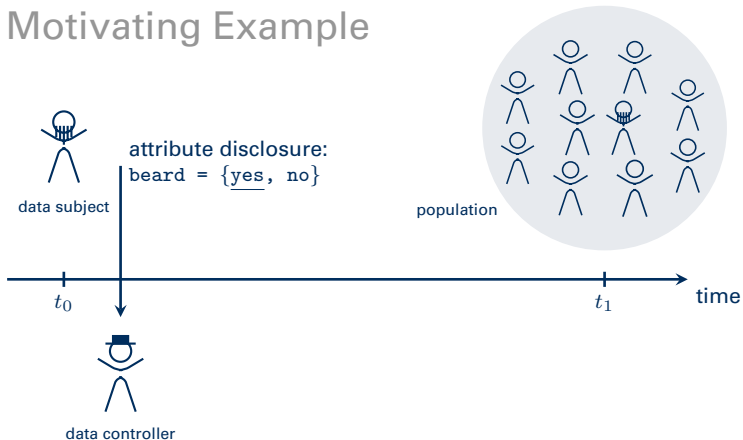 Motivating Example
attribute disclosure:
beard = {yes, no}
data subject
population
t₀
t₁
time
data controller